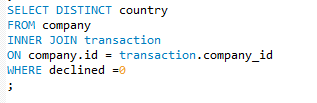 SELECT DISTINCT country
FROM company
INNER JOIN transaction
ON company.id = transaction.company_id
WHERE declined =0
;